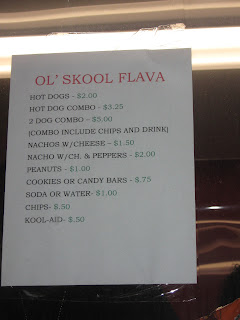 OL' SKOOL FLAVA
HOT DOGS - $2.00
HOT DOG COMBO - $3.25
2 DOG COMBO - $5.00
(COMBO INCLUDE CHIPS AND DRINK)
NACHOS W/CHEESE - $1.50
NACHO W/CH. & PEPPERS - $2.00
PEANUTS - $1.00
COOKIES OR CANDY BARS - $.75
SODA OR WATER- $1.00
CHIPS- $.50
KOOL-AID- $.50